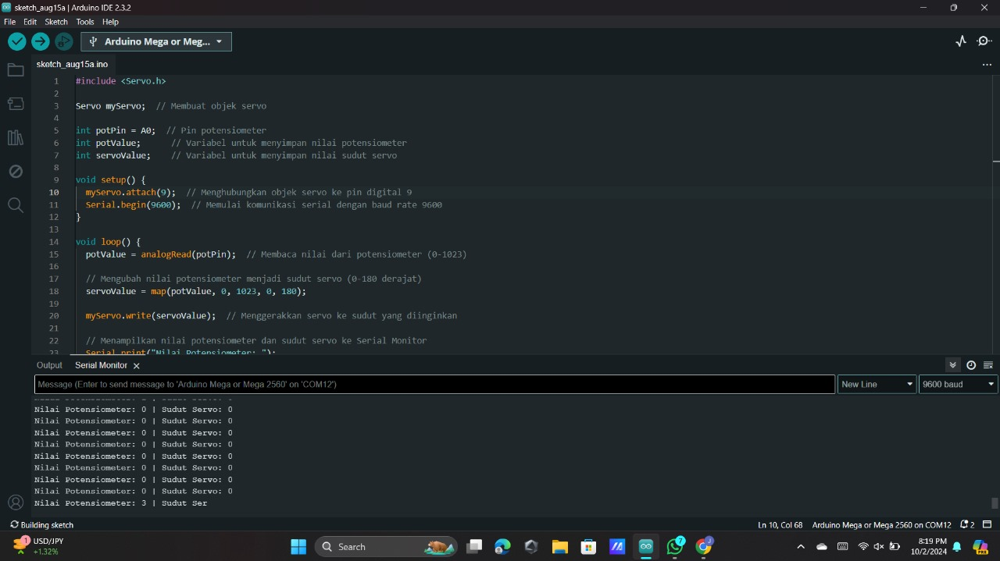 sketch_aug15a | Arduino IDE 2.3.2
File Edit Sketch Tools Help
Arduino Mega or Meg...
sketch_aug15a.ino
1 #include <Servo.h>
2
3 Servo myServo;  // Membuat objek servo
4
5 int potPin = A0;  // Pin potensiometer
6 int potValue;      // Variabel untuk menyimpan nilai potensiometer
7 int servoValue;    // Variabel untuk menyimpan nilai sudut servo
8
9 void setup() {
10   myServo.attach(9);  // Menghubungkan objek servo ke pin digital 9
11   Serial.begin(9600);  // Memulai komunikasi serial dengan baud rate 9600
12 }
13
14 void loop() {
15   potValue = analogRead(potPin);  // Membaca nilai dari potensiometer (0-1023)
16
17   // Mengubah nilai potensiometer menjadi sudut servo (0-180 derajat)
18   servoValue = map(potValue, 0, 1023, 0, 180);
19
20   myServo.write(servoValue);  // Menggerakkan servo ke sudut yang diinginkan
21
22   // Menampilkan nilai potensiometer dan sudut servo ke Serial Monitor
23   Serial.print("Nilai Potensiometer: ");
Output Serial Monitor
Message (Enter to send message to 'Arduino Mega or Mega 2560' on 'COM12')
New Line
9600 baud
Nilai Potensiometer: 0 | Sudut Servo: 0
Nilai Potensiometer: 0 | Sudut Servo: 0
Nilai Potensiometer: 0 | Sudut Servo: 0
Nilai Potensiometer: 0 | Sudut Servo: 0
Nilai Potensiometer: 0 | Sudut Servo: 0
Nilai Potensiometer: 0 | Sudut Servo: 0
Nilai Potensiometer: 0 | Sudut Servo: 0
Nilai Potensiometer: 0 | Sudut Servo: 0
Nilai Potensiometer: 3 | Sudut Ser
Building sketch
Ln 10, Col 68 Arduino Mega or Mega 2560 on COM12 2
1
USD/JPY
+1.32%
Search
7
J
8:19 PM
10/2/2024
PRE